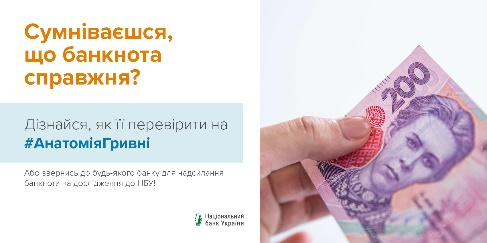 Сумніваєшся,
що банкнота
справжня?
Дізнайся, як її перевірити на
#АнатоміяГривні
Або звернись до будь-якого банку для надсилання
банкноти на дослідження до НБУ!
Національний
банк України
200